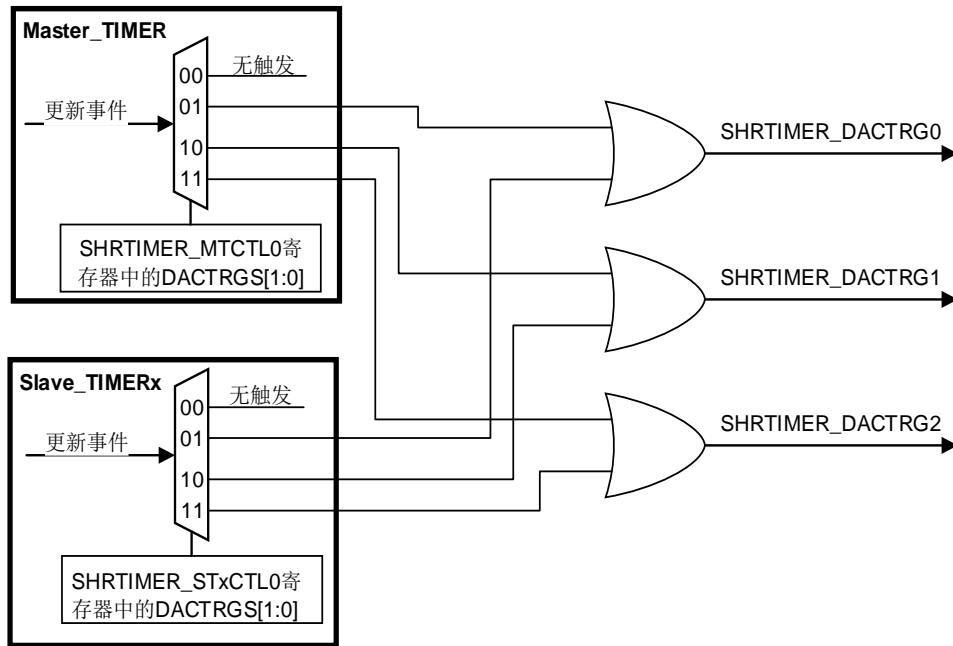 Master_TIMER
00
无触发
更新事件
01
10
11
SHRTIMER_MTCTL0寄
存器中的DACTRGS[1:0]
SHRTIMER_DACTRG0
SHRTIMER_DACTRG1
SHRTIMER_DACTRG2
Slave_TIMERx
00
无触发
更新事件
01
10
11
SHRTIMER_STxCTL0寄
存器中的DACTRGS[1:0]